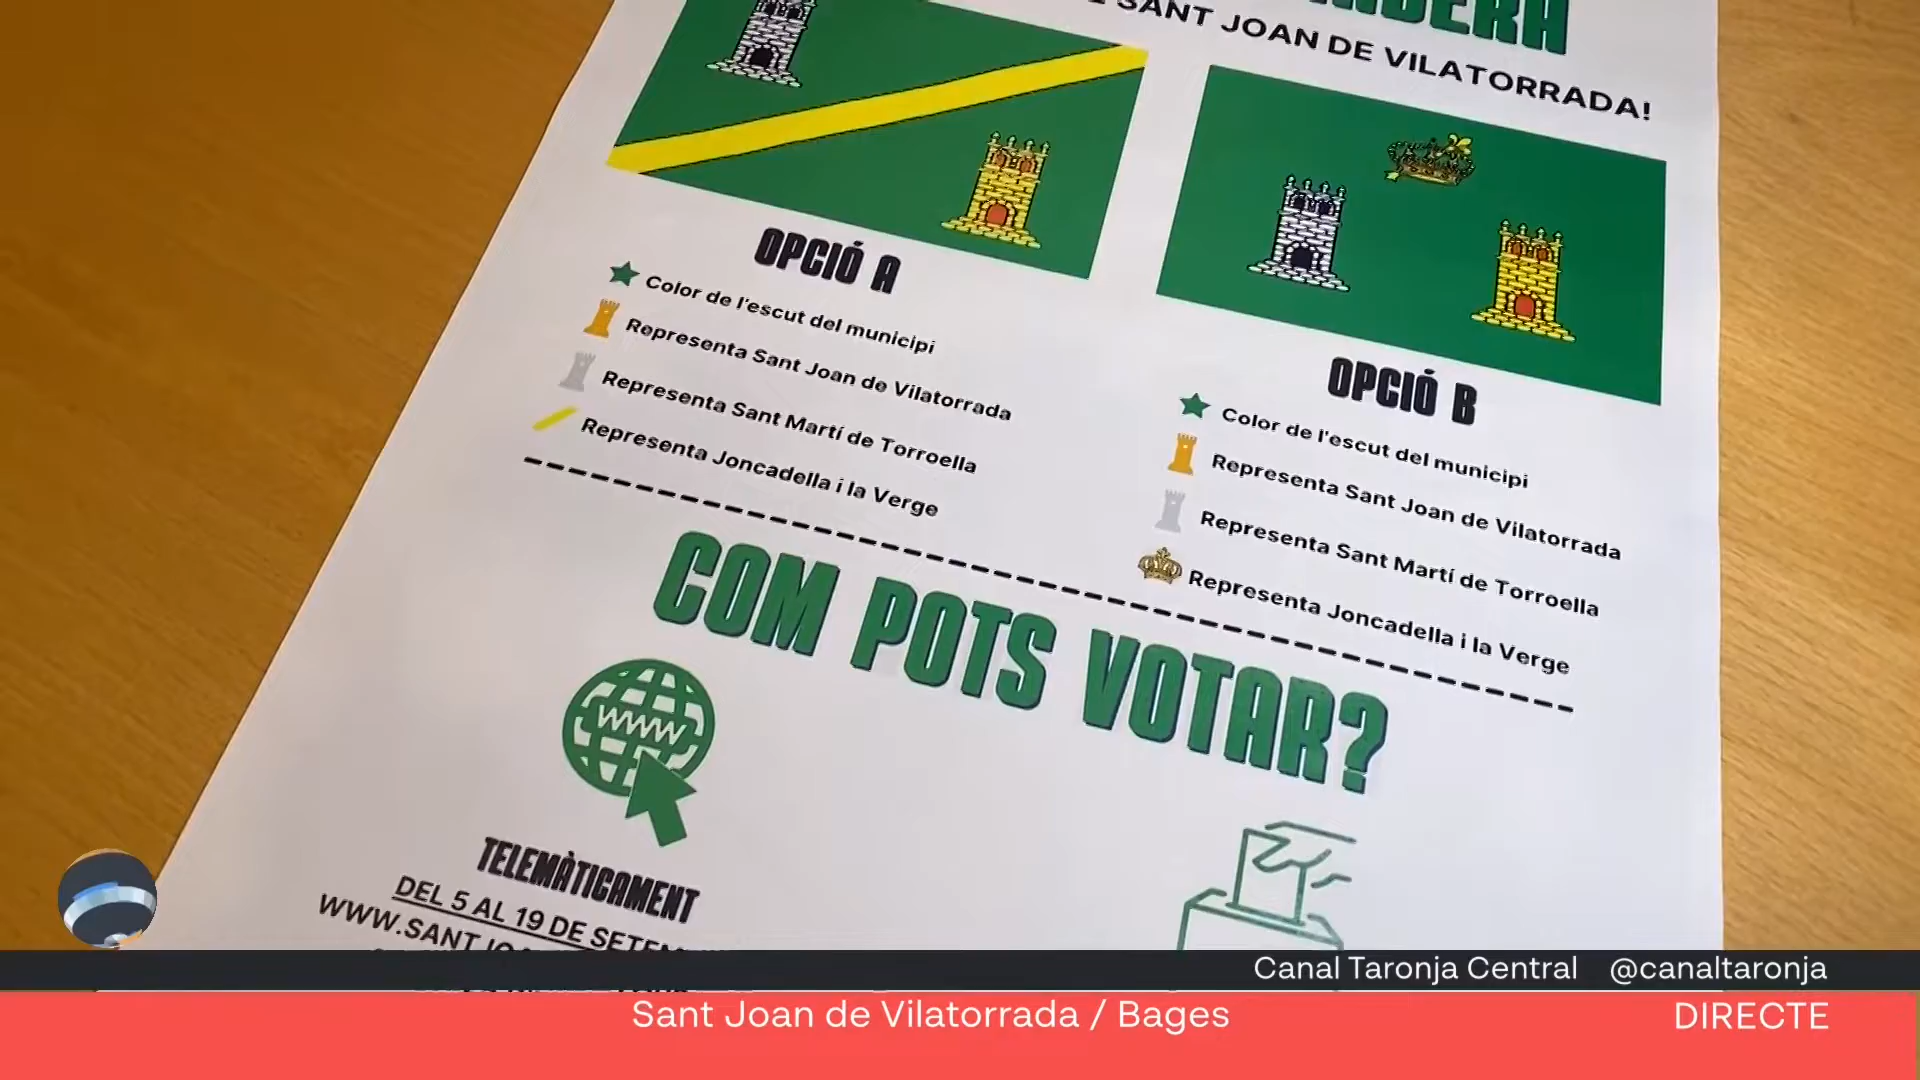 SANT JOAN DE VILATORRADA!
OPCIÓ A
Color de l'escut del municipi
Representa Sant Joan de Vilatorrada
Representa Sant Martí de Torroella
Representa Joncadella i la Verge
OPCIÓ B
Color de l'escut del municipi
Representa Sant Joan de Vilatorrada
Representa Sant Martí de Torroella
Representa Joncadella i la Verge
COM POTS VOTAR?
WWW
TELEMÀTICAMENT
DEL 5 AL 19 DE
Canal Taronja Central @canaltaronja
Sant Joan de Vilatorrada / Bages
DIRECTE